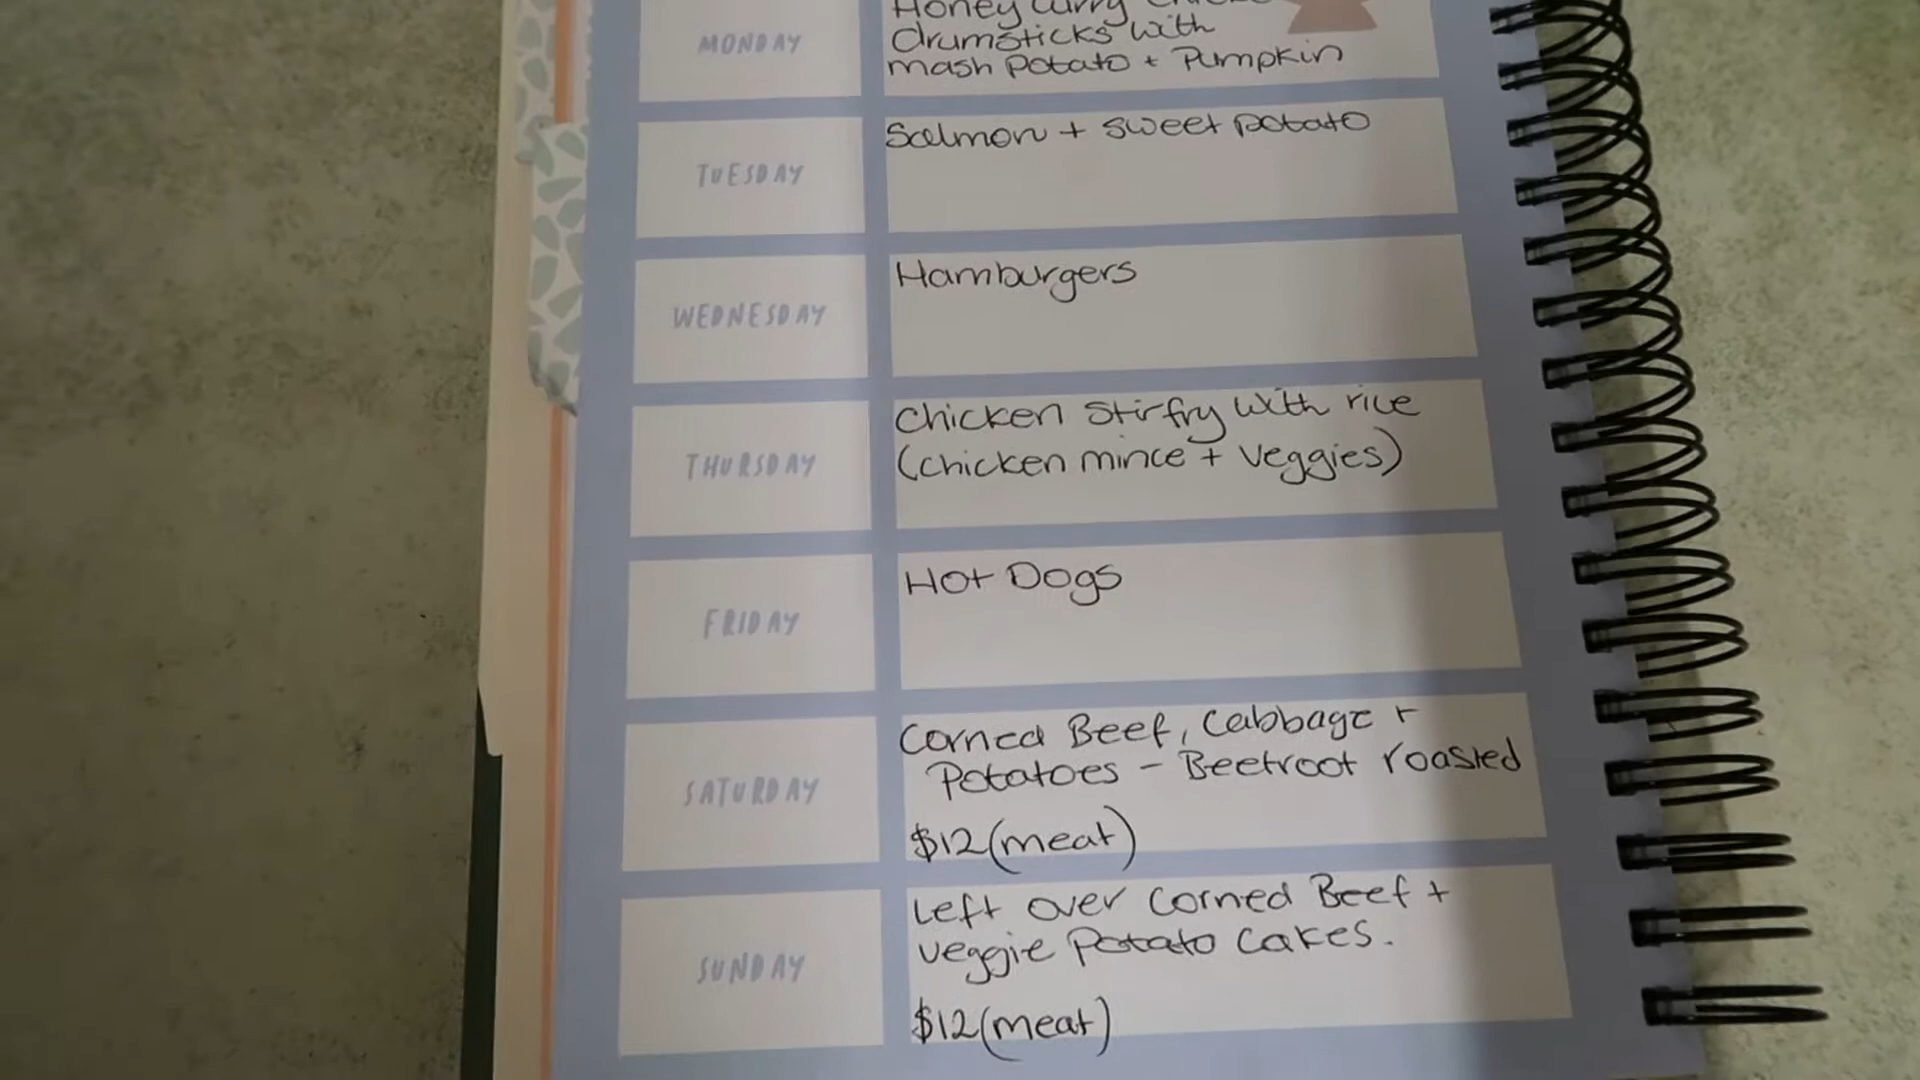 MONDAY
Honey curry
drumsticks with
mash potato + Pumpkin
TUESDAY
Salmon + sweet potato
WEDNESDAY
Hamburgers
THURSDAY
Chicken Stirfry with rice
(chicken mince + Veggies)
FRIDAY
Hot Dogs
SATURDAY
Corned Beef, Cabbage +
Potatoes - Beetroot roasted
$12 (meat)
SUNDAY
Left over Corned Beef +
veggie Potato Cakes.
$12 (meat)